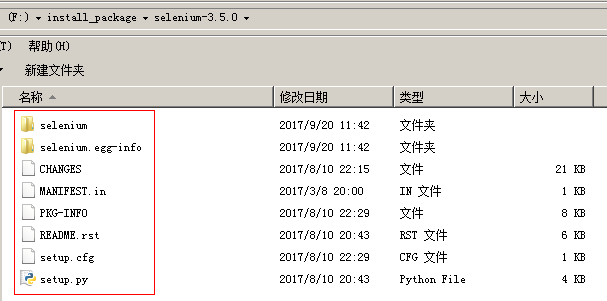 (F:) ▸ install_package ▸ selenium-3.5.0 ▸
(T) 帮助(H)
新建文件夹
名称 修改日期 类型 大小
selenium 2017/9/20 11:42 文件夹
selenium.egg-info 2017/9/20 11:42 文件夹
CHANGES 2017/8/10 22:15 文件 21 KB
MANIFEST.in 2017/3/8 20:00 IN 文件 1 KB
PKG-INFO 2017/8/10 22:29 文件 8 KB
README.rst 2017/8/10 20:43 RST 文件 6 KB
setup.cfg 2017/8/10 22:29 CFG 文件 1 KB
setup.py 2017/8/10 20:43 Python File 4 KB